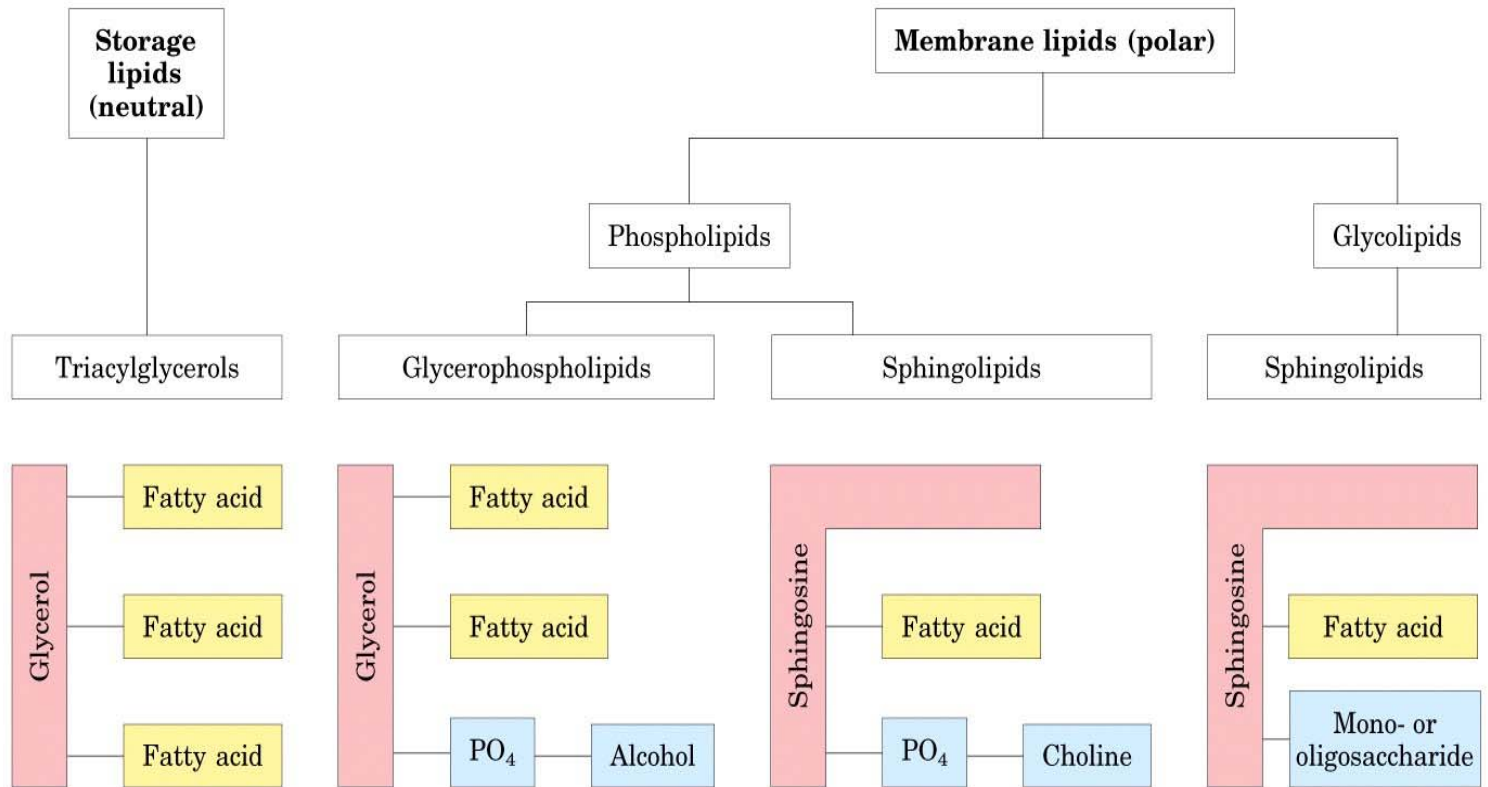 Storage
lipids
(neutral)
Membrane lipids (polar)
Phospholipids
Glycolipids
Triacylglycerols
Glycerophospholipids
Sphingolipids
Sphingolipids
Glycerol
Fatty acid
Fatty acid
Fatty acid
Glycerol
Fatty acid
Fatty acid
PO₄
Alcohol
Sphingosine
Fatty acid
PO₄
Choline
Sphingosine
Fatty acid
Mono- or
oligosaccharide